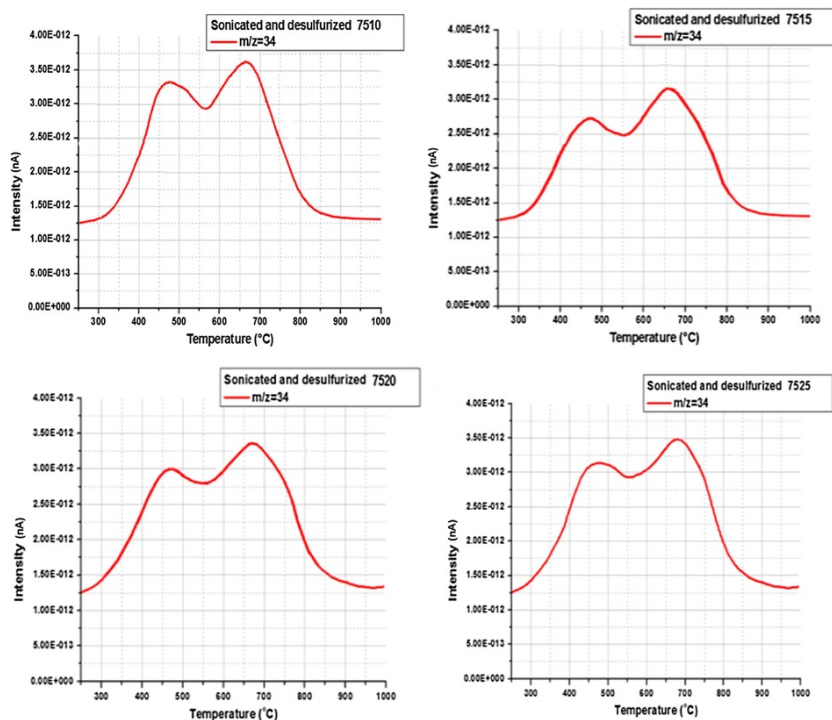 Sonicated and desulfurized 7510
m/z=34
4.00E-012
3.50E-012
3.00E-012
2.50E-012
2.00E-012
1.50E-012
1.00E-012
5.00E-013
0.00E+000
Intensity (nA)
300 400 500 600 700 800 900 1000
Temperature (°C)
Sonicated and desulfurized 7515
m/z=34
4.00E-012
3.50E-012
3.00E-012
2.50E-012
2.00E-012
1.50E-012
1.00E-012
5.00E-013
0.00E+000
Intensity (nA)
300 400 500 600 700 800 900 1000
Temperature (°C)
Sonicated and desulfurized 7520
m/z=34
4.00E-012
3.50E-012
3.00E-012
2.50E-012
2.00E-012
1.50E-012
1.00E-012
5.00E-013
0.00E+000
Intensity (nA)
300 400 500 600 700 800 900 1000
Temperature (°C)
Sonicated and desulfurized 7525
m/z=34
4.00E-012
3.50E-012
3.00E-012
2.50E-012
2.00E-012
1.50E-012
1.00E-012
5.00E-013
0.00E+000
Intensity (nA)
300 400 500 600 700 800 900 1000
Temperature (°C)